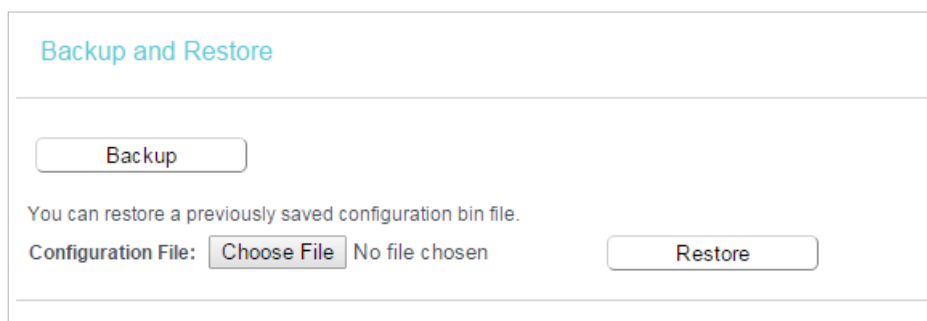 Backup and Restore
Backup
You can restore a previously saved configuration bin file.
Configuration File: Choose File No file chosen Restore